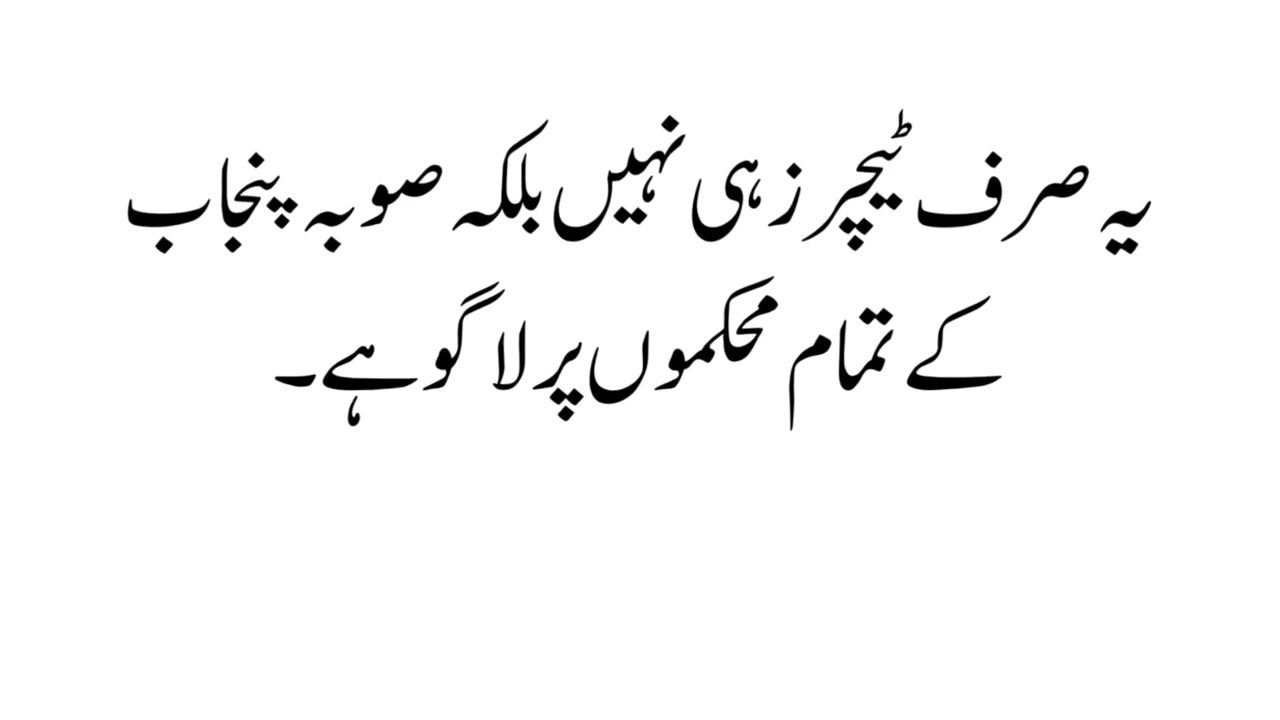 یہ صرف ٹیچرز ہی نہیں بلکہ صوبہ پنجاب
کے تمام محکموں پر لاگو ہے۔